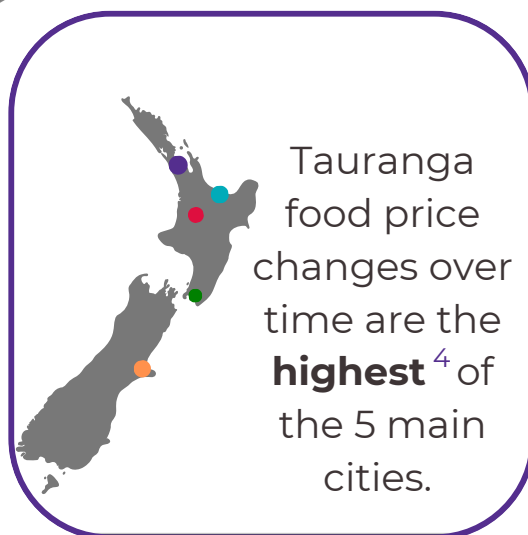 Tauranga
food price
changes over
time are the
highest 4 of
the 5 main
cities.